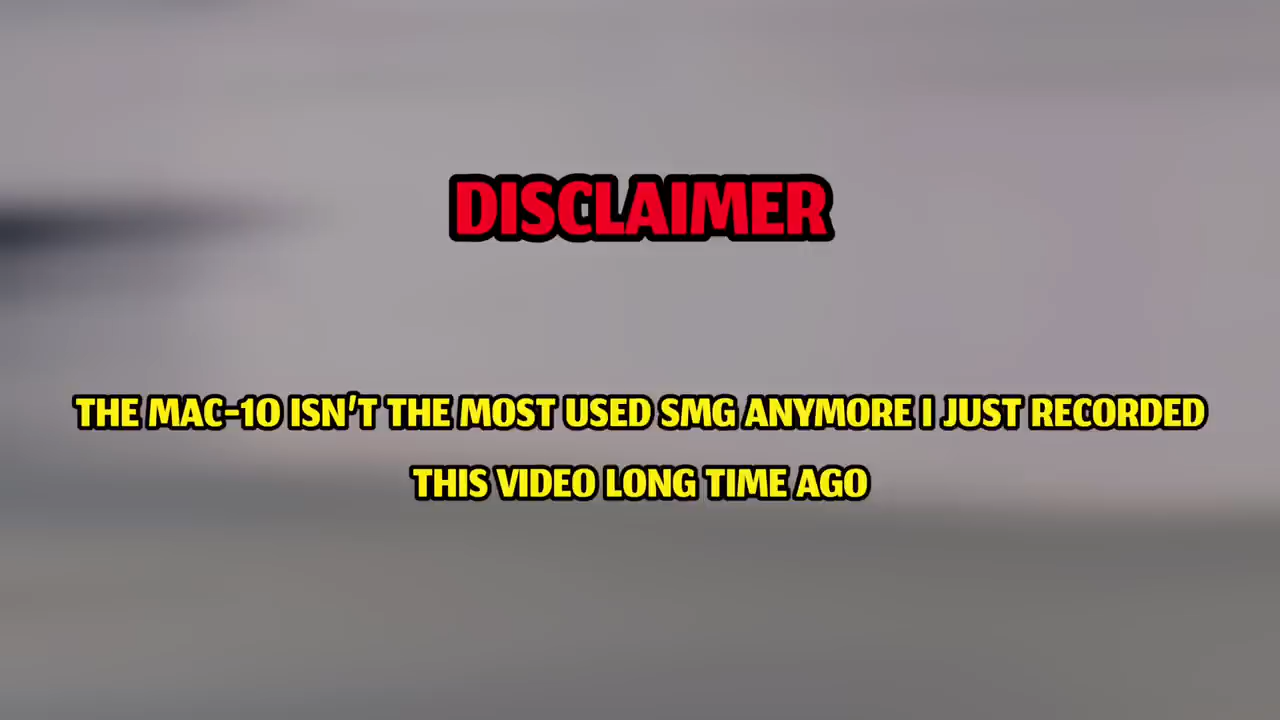 DISCLAIMER
THE MAC-10 ISN'T THE MOST USED SMG ANYMORE I JUST RECORDED
THIS VIDEO LONG TIME AGO